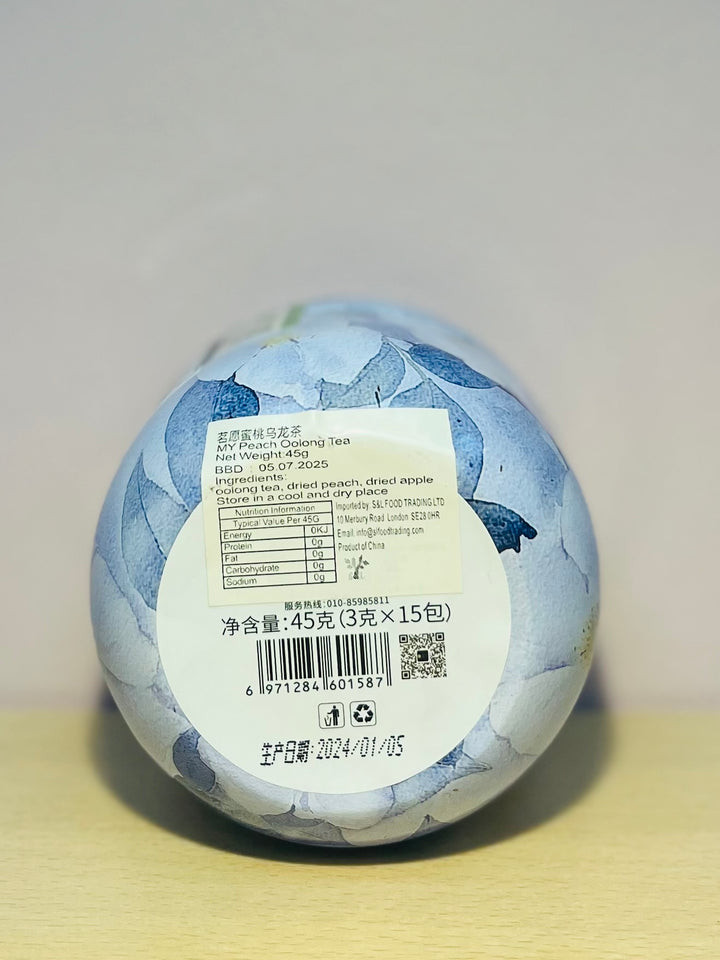 茗愿蜜桃乌龙茶
MY Peach Oolong Tea
Net Weight:45g
BBD : 05.07.2025
Ingredients:
oolong tea, dried peach, dried apple
Store in a cool and dry place
Nutrition Information
Typical Value Per 45G
Energy 0KJ
Protein 0g
Fat 0g
Carbohydrate 0g
Sodium 0g
Imported by: S&L FOOD TRADING LTD
10 Merbury Road. London. SE28 0HR
Email: info@slfoodtrading.com
Product of China
服务热线:010-85985811
净含量:45克(3克×15包)
6 971284 601587
生产日期:2024/01/05